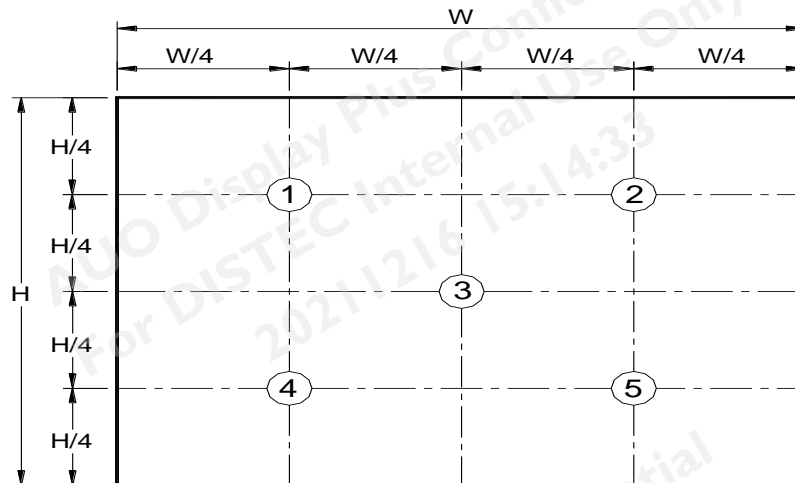 W
W/4 W/4 W/4 W/4
H/4
1 2
H/4
H
3
H/4
4 5
H/4
AUO Display Plus Confidential
For DISTEC Internal Use Only
20211216 15:14:33